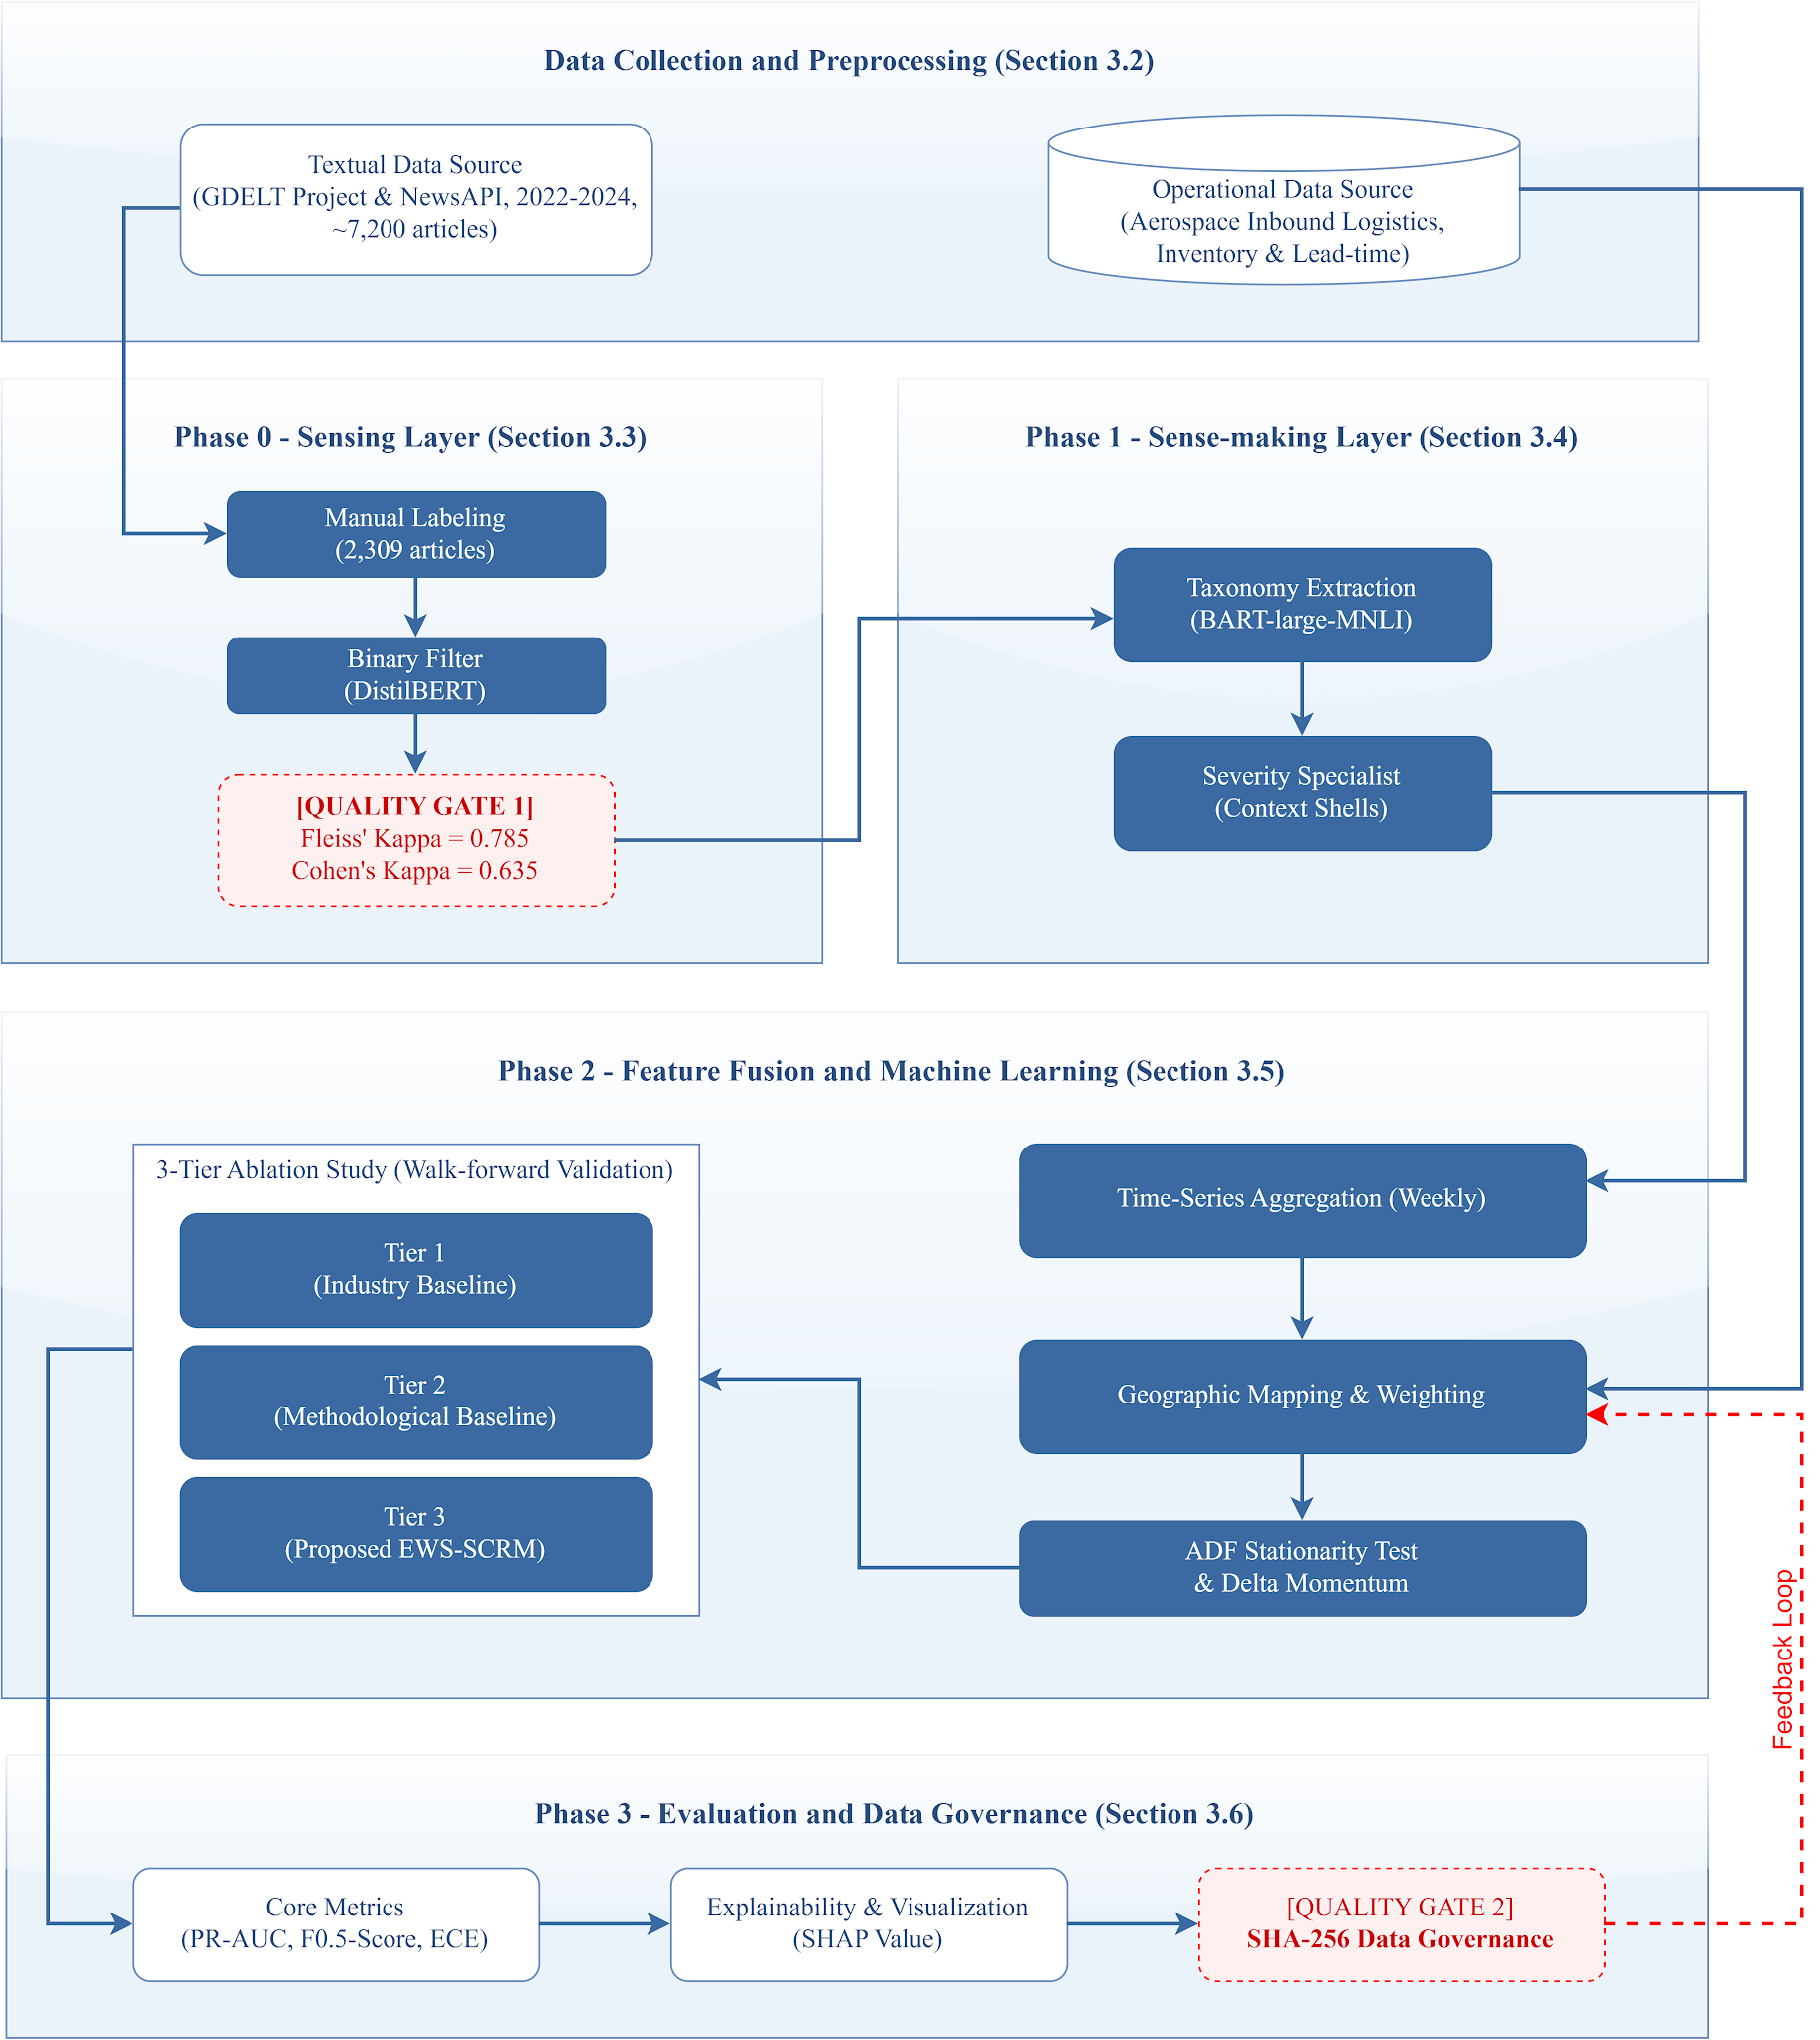 Data Collection and Preprocessing (Section 3.2)
Textual Data Source
(GDELT Project & NewsAPI, 2022-2024,
~7,200 articles)
Operational Data Source
(Aerospace Inbound Logistics,
Inventory & Lead-time)
Phase 0 - Sensing Layer (Section 3.3)
Manual Labeling
(2,309 articles)
Binary Filter
(DistilBERT)
[QUALITY GATE 1]
Fleiss' Kappa = 0.785
Cohen's Kappa = 0.635
Phase 1 - Sense-making Layer (Section 3.4)
Taxonomy Extraction
(BART-large-MNLI)
Severity Specialist
(Context Shells)
Phase 2 - Feature Fusion and Machine Learning (Section 3.5)
3-Tier Ablation Study (Walk-forward Validation)
Tier 1
(Industry Baseline)
Tier 2
(Methodological Baseline)
Tier 3
(Proposed EWS-SCRM)
Time-Series Aggregation (Weekly)
Geographic Mapping & Weighting
ADF Stationarity Test
& Delta Momentum
Feedback Loop
Phase 3 - Evaluation and Data Governance (Section 3.6)
Core Metrics
(PR-AUC, F0.5-Score, ECE)
Explainability & Visualization
(SHAP Value)
[QUALITY GATE 2]
SHA-256 Data Governance